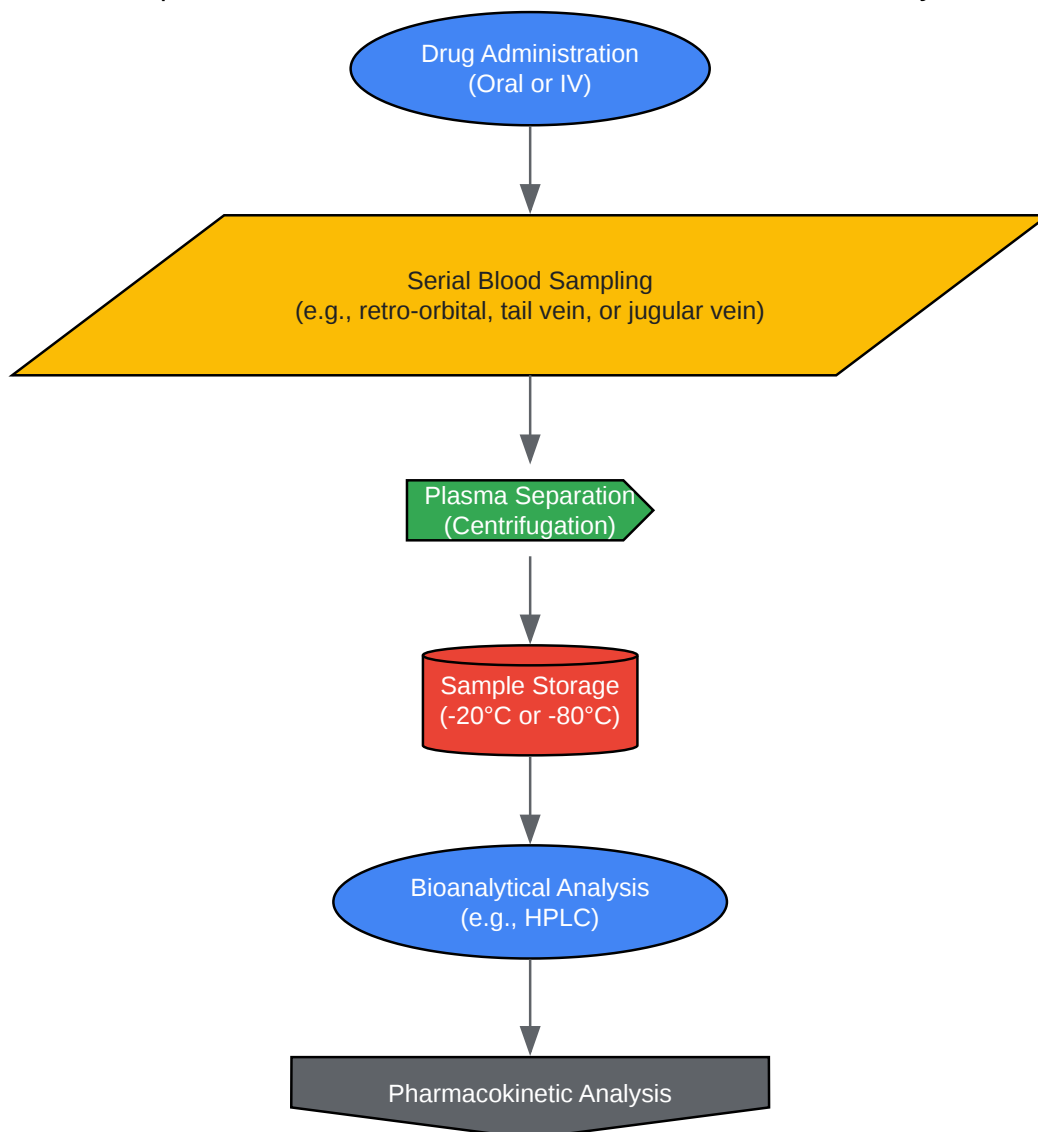 Drug Administration
(Oral or IV)
Serial Blood Sampling
(e.g., retro-orbital, tail vein, or jugular vein)
Plasma Separation
(Centrifugation)
Sample Storage
(-20°C or -80°C)
Bioanalytical Analysis
(e.g., HPLC)
Pharmacokinetic Analysis